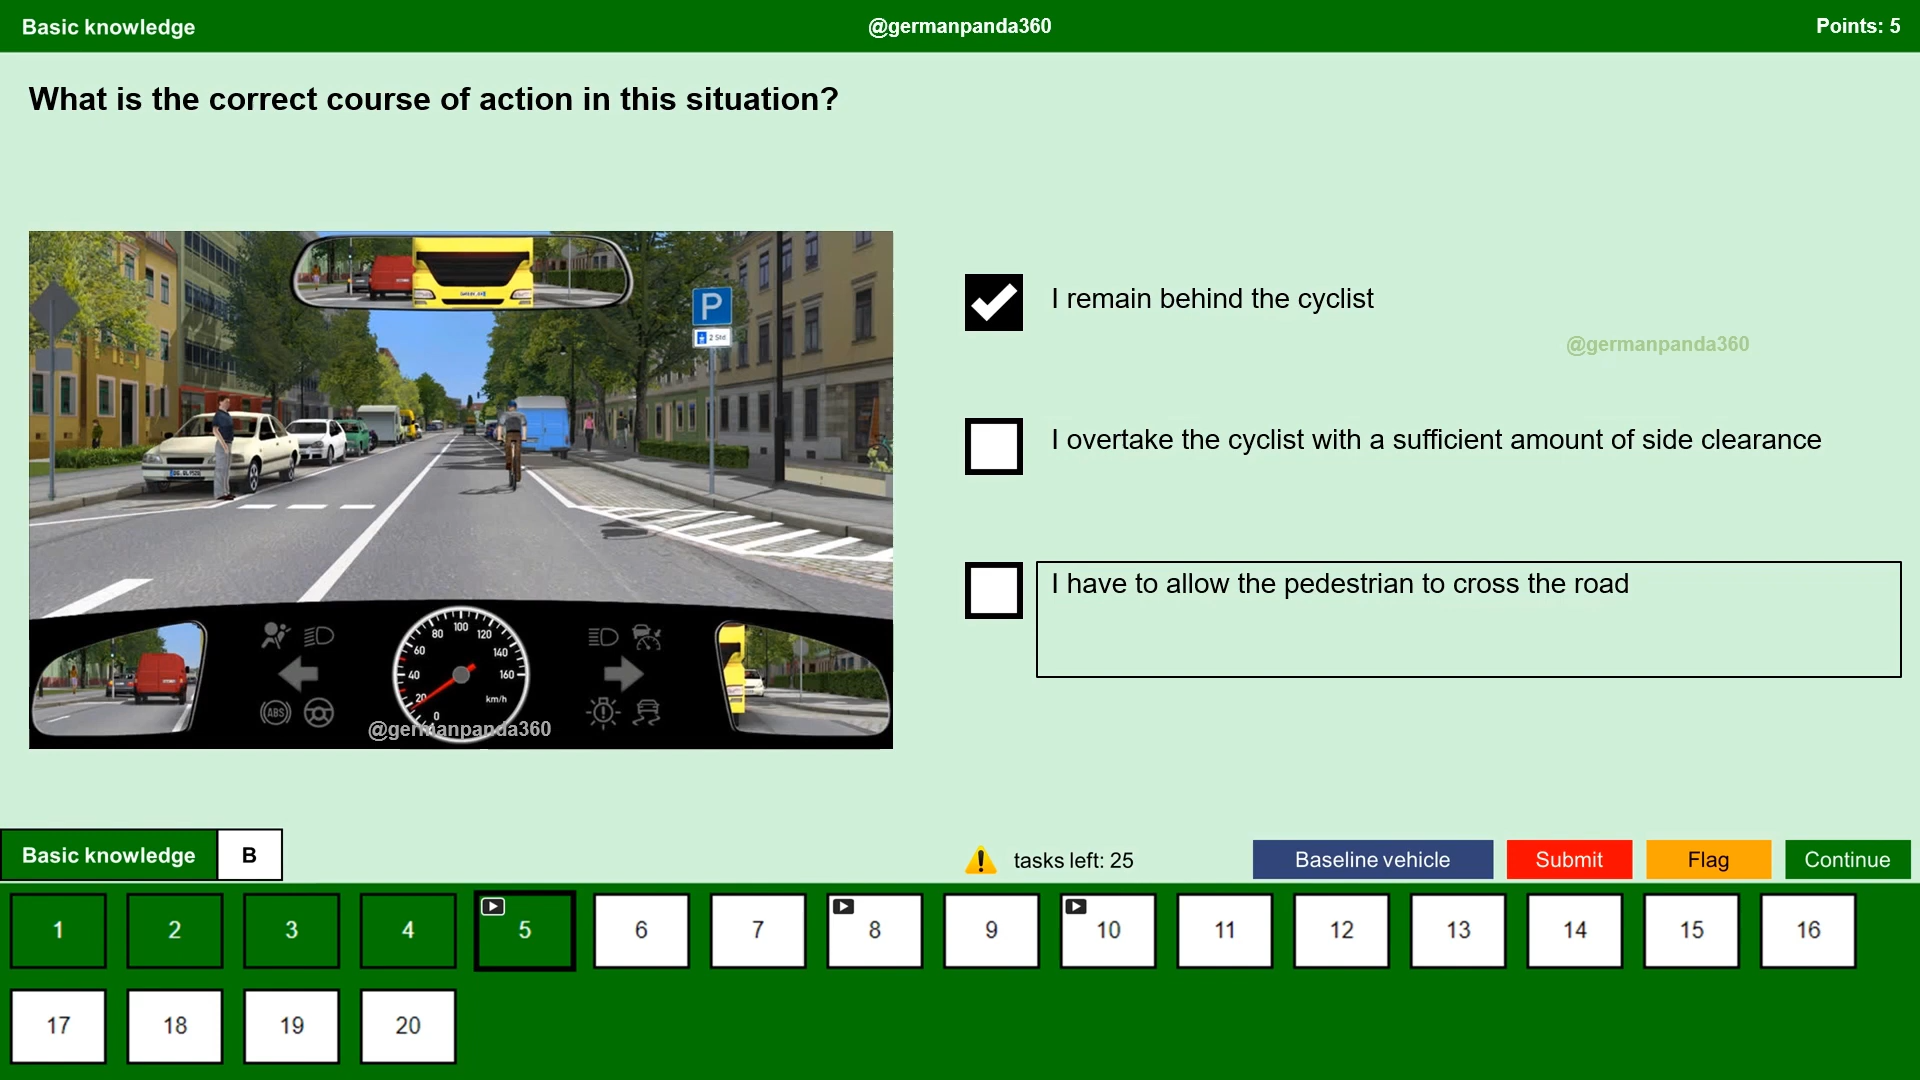 Basic knowledge
@germanpanda360
Points: 5
What is the correct course of action in this situation?
P
2 Std
80 100 120
60 140
40 160
20 km/h
0
ABS
@germanpanda360
I remain behind the cyclist
@germanpanda360
I overtake the cyclist with a sufficient amount of side clearance
I have to allow the pedestrian to cross the road
Basic knowledge B
tasks left: 25
Baseline vehicle
Submit
Flag
Continue
1 2 3 4 5 6 7 8 9 10 11 12 13 14 15 16
17 18 19 20